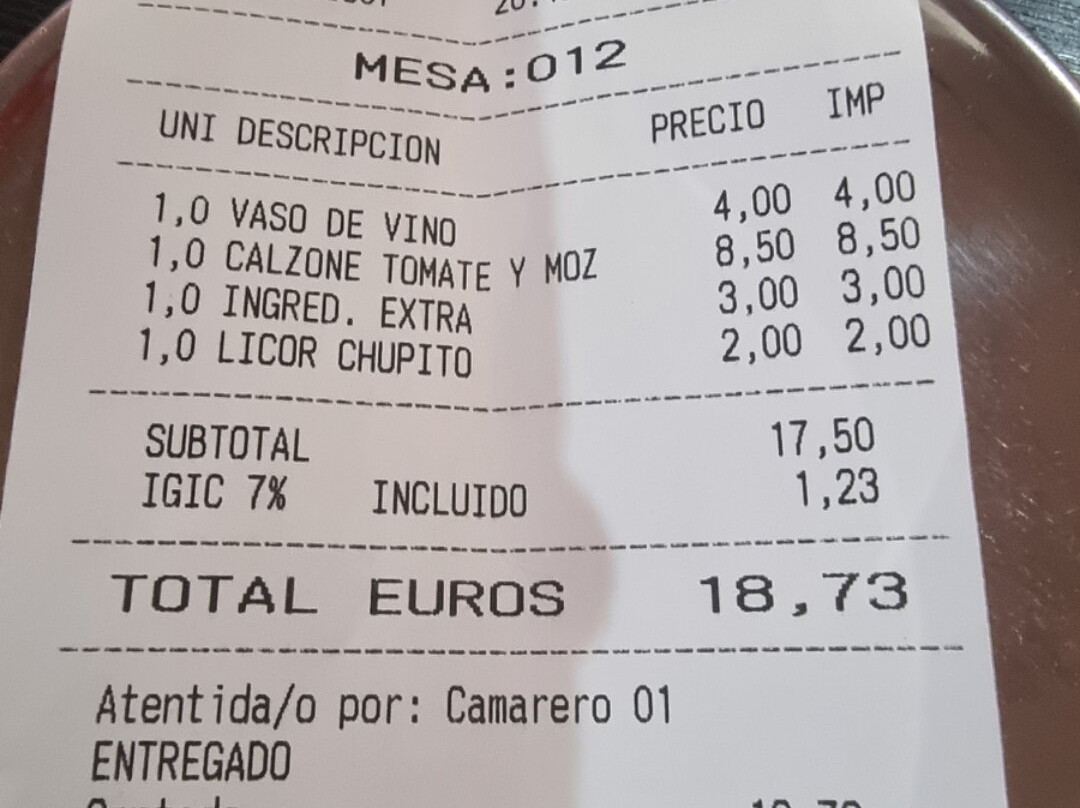 MESA:012
UNI DESCRIPCION PRECIO IMP
1,0 VASO DE VINO 4,00 4,00
1,0 CALZONE TOMATE Y MOZ 8,50 8,50
1,0 INGRED. EXTRA 3,00 3,00
1,0 LICOR CHUPITO 2,00 2,00
SUBTOTAL 17,50
IGIC 7% INCLUIDO 1,23
TOTAL EUROS 18,73
Atentida/o por: Camarero 01
ENTREGADO